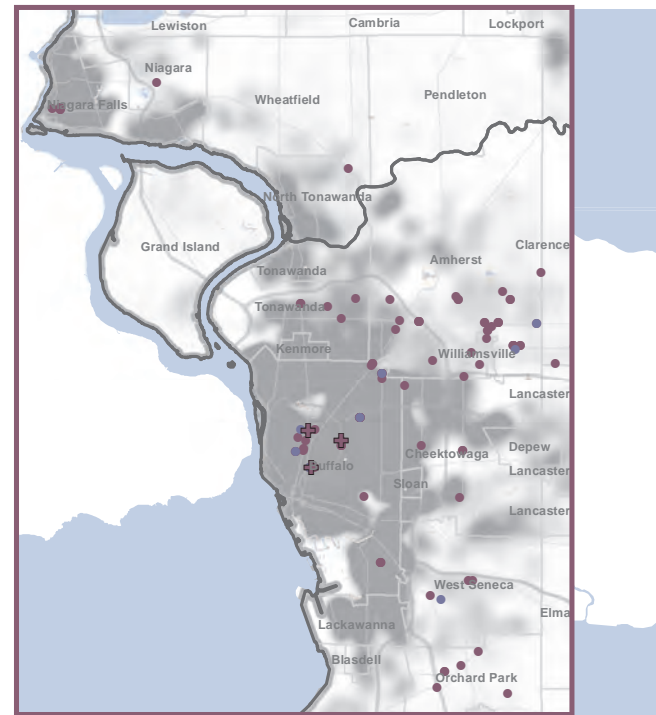 Lewiston
Cambria
Lockport
Niagara
Niagara Falls
Wheatfield
Pendleton
North Tonawanda
Grand Island
Clarence
Amherst
Tonawanda
Tonawanda
Kenmore
Williamsville
Lancaster
Depew
Cheektowaga
Buffalo
Lancaster
Sloan
Lancaster
West Seneca
Elma
Lackawanna
Blasdell
Orchard Park